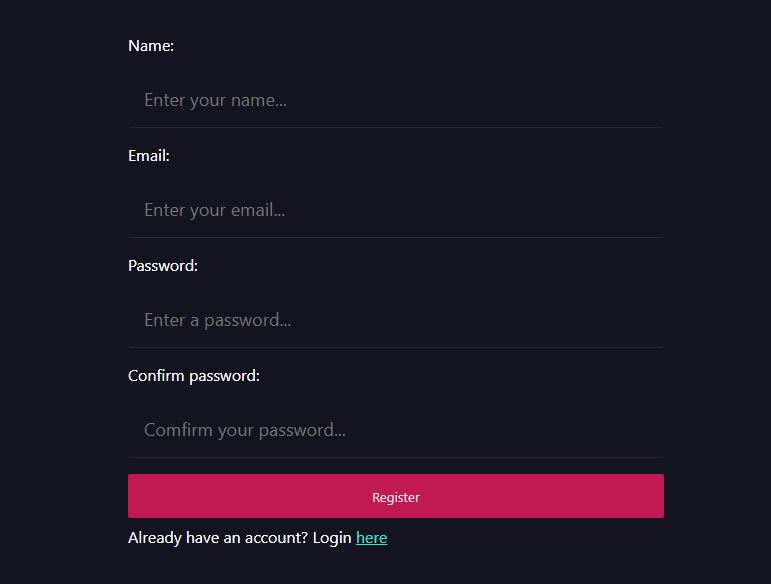 Name:
Enter your name...
Email:
Enter your email...
Password:
Enter a password...
Confirm password:
Comfirm your password...
Register
Already have an account? Login here